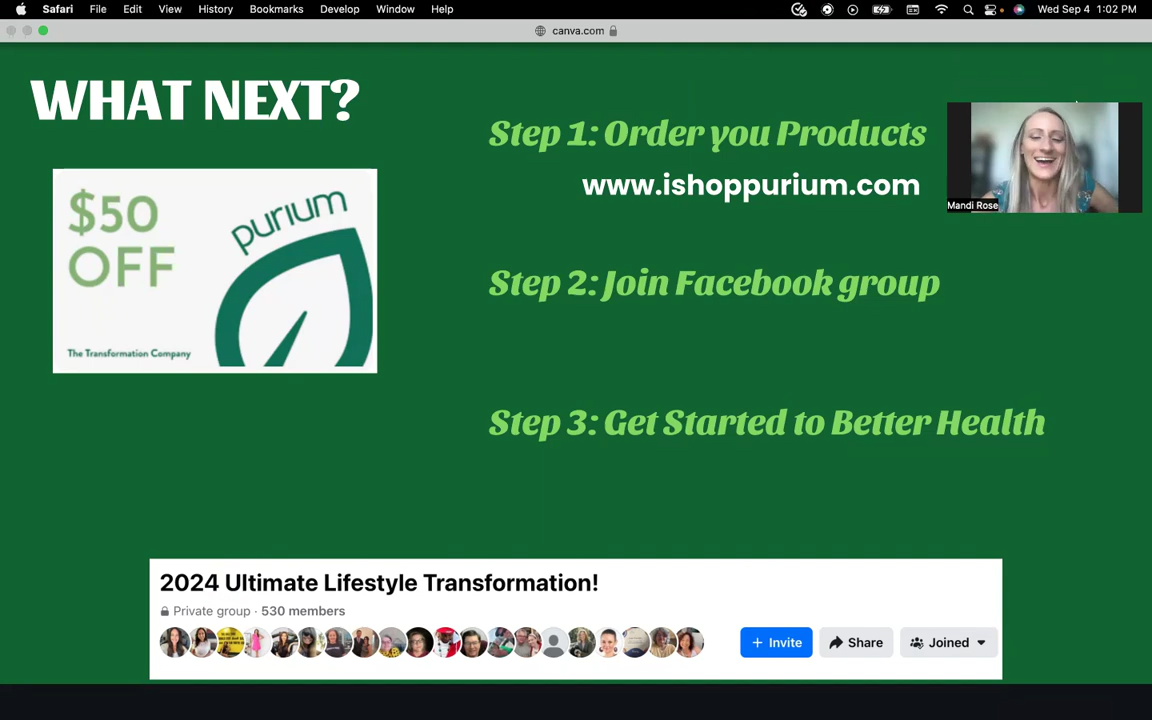 Safari File Edit View History Bookmarks Develop Window Help Wed Sep 4 1:02 PM
canva.com
WHAT NEXT?
Step 1: Order you Products
www.ishoppurium.com
Mandi Rose
$50
OFF
purium
The Transformation Company
Step 2: Join Facebook group
Step 3: Get Started to Better Health
2024 Ultimate Lifestyle Transformation!
Private group · 530 members
+ Invite Share Joined